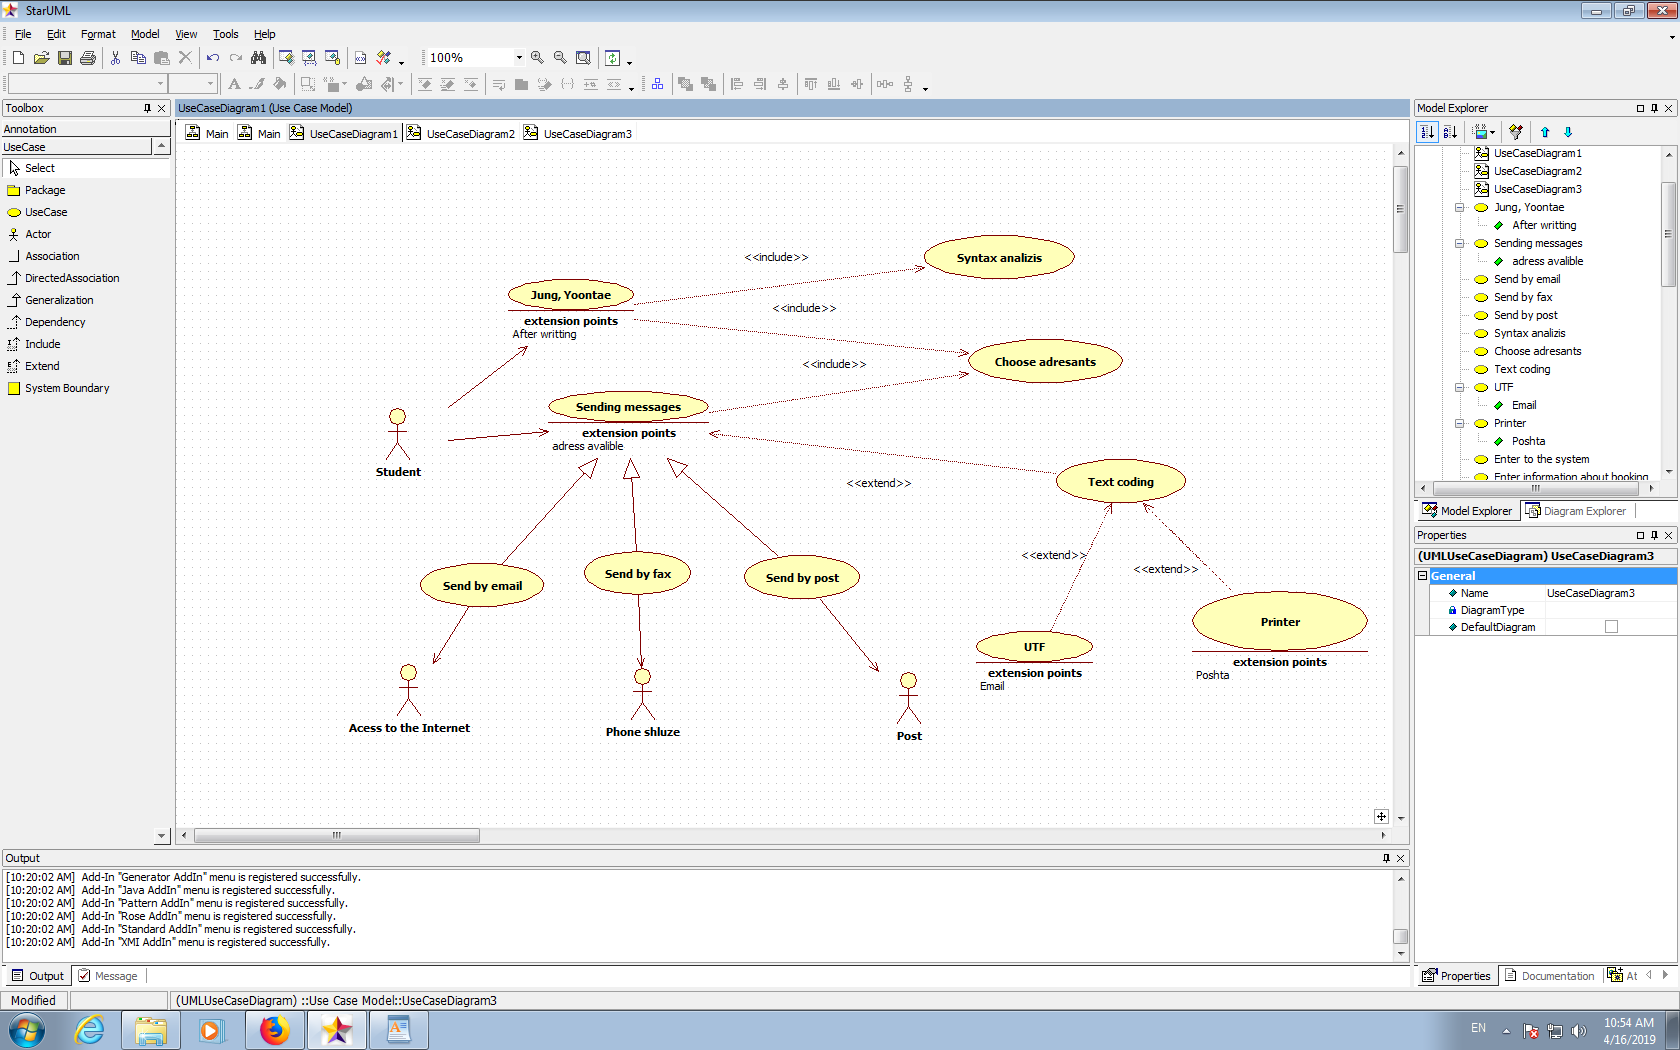 StarUML
File Edit Format Model View Tools Help
100%
Toolbox
Annotation
UseCase
Select
Package
UseCase
Actor
Association
DirectedAssociation
Generalization
Dependency
Include
Extend
System Boundary
UseCaseDiagram1 (Use Case Model)
Main Main UseCaseDiagram1 UseCaseDiagram2 UseCaseDiagram3
<<include>>
Syntax analizis
Jung, Yoontae
extension points
After writting
<<include>>
Choose adresants
<<include>>
Sending messages
extension points
adress avalible
Student
<<extend>>
Text coding
<<extend>>
<<extend>>
Send by email
Send by fax
Send by post
UTF
extension points
Email
Printer
extension points
Poshta
Acess to the Internet
Phone shluze
Post
Model Explorer
UseCaseDiagram1
UseCaseDiagram2
UseCaseDiagram3
Jung, Yoontae
After writting
Sending messages
adress avalible
Send by email
Send by fax
Send by post
Syntax analizis
Choose adresants
Text coding
UTF
Email
Printer
Poshta
Enter to the system
Enter information about booking
Model Explorer Diagram Explorer
Properties
(UMLUseCaseDiagram) UseCaseDiagram3
General
Name UseCaseDiagram3
DiagramType
DefaultDiagram
Properties Documentation At
Output
[10:20:02 AM] Add-In "Generator AddIn" menu is registered successfully.
[10:20:02 AM] Add-In "Java AddIn" menu is registered successfully.
[10:20:02 AM] Add-In "Pattern AddIn" menu is registered successfully.
[10:20:02 AM] Add-In "Rose AddIn" menu is registered successfully.
[10:20:02 AM] Add-In "Standard AddIn" menu is registered successfully.
[10:20:02 AM] Add-In "XMI AddIn" menu is registered successfully.
Output Message
Modified
(UMLUseCaseDiagram) ::Use Case Model::UseCaseDiagram3
EN
10:54 AM
4/16/2019